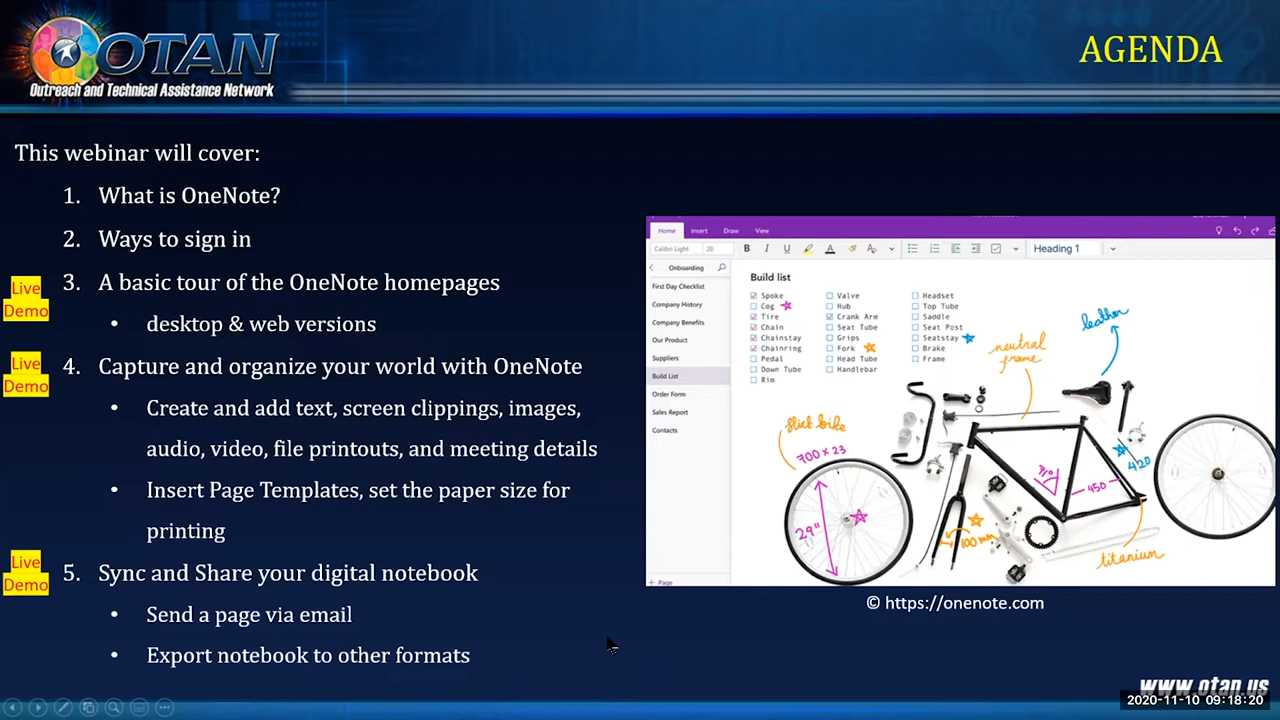 OTAN
Outreach and Technical Assistance Network
AGENDA
This webinar will cover:
1. What is OneNote?
2. Ways to sign in
Live
Demo
3. A basic tour of the OneNote homepages
• desktop & web versions
Live
Demo
4. Capture and organize your world with OneNote
• Create and add text, screen clippings, images,
audio, video, file printouts, and meeting details
• Insert Page Templates, set the paper size for
printing
Live
Demo
5. Sync and Share your digital notebook
• Send a page via email
• Export notebook to other formats
Home Insert Draw View
Calibri Light 20 B I U A Heading 1
Onboarding
First Day Checklist
Company History
Company Benefits
Our Product
Suppliers
Build List
Order Form
Sales Report
Contacts
+ Page
Build list
Spoke Valve Headset
Cog Hub Top Tube
Tire Crank Arm Saddle
Chain Seat Tube Seat Post
Chainstay Grips Seatstay
Chainring Fork Brake
Pedal Head Tube Frame
Down Tube Handlebar
Rim
leather
neutral
frame
slick bike
700 x 23
420
450
29"
100 mm
titanium
© https://onenote.com
www.otan.us
2020-11-10 09:18:20